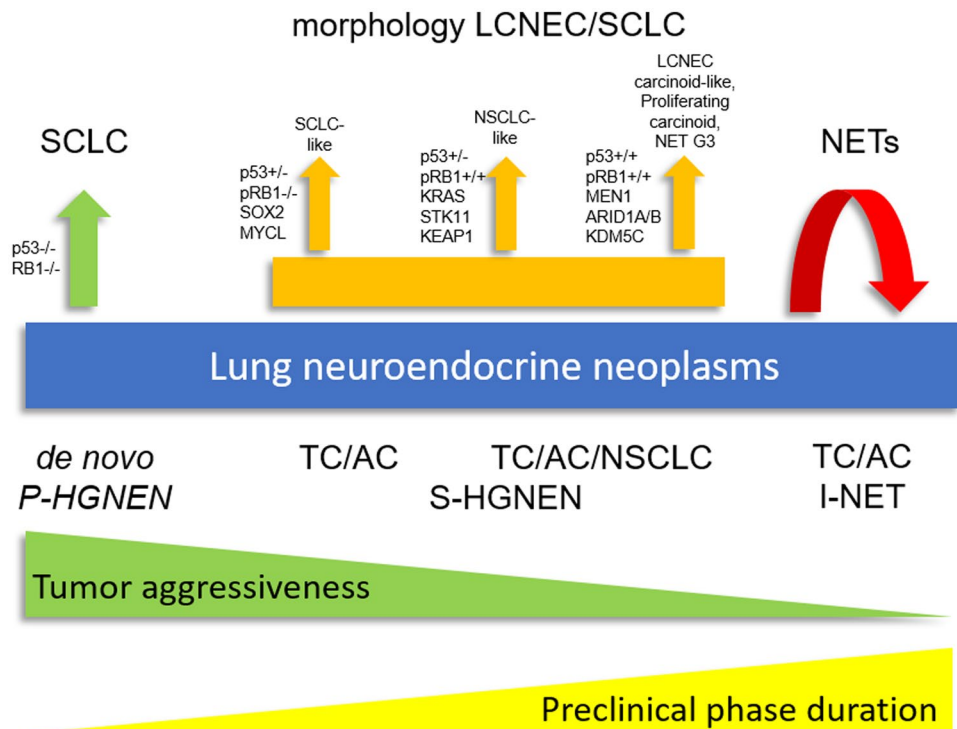 morphology LCNEC/SCLC
SCLC
p53-/-
RB1-/-
SCLC-
like
p53+/-
pRB1-/-
SOX2
MYCL
NSCLC-
like
p53+/-
pRB1+/+
KRAS
STK11
KEAP1
LCNEC
carcinoid-like,
Proliferating
carcinoid,
NET G3
p53+/+
pRB1+/+
MEN1
ARID1A/B
KDM5C
NETs
Lung neuroendocrine neoplasms
de novo
P-HGNEN
TC/AC
TC/AC/NSCLC
S-HGNEN
TC/AC
I-NET
Tumor aggressiveness
Preclinical phase duration